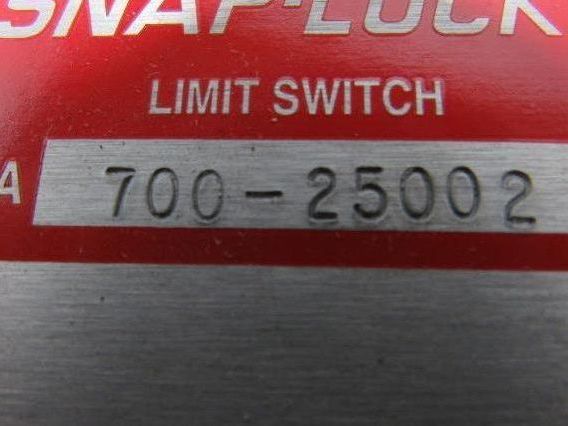 SNAP-LOCK
LIMIT SWITCH
A 700-25002